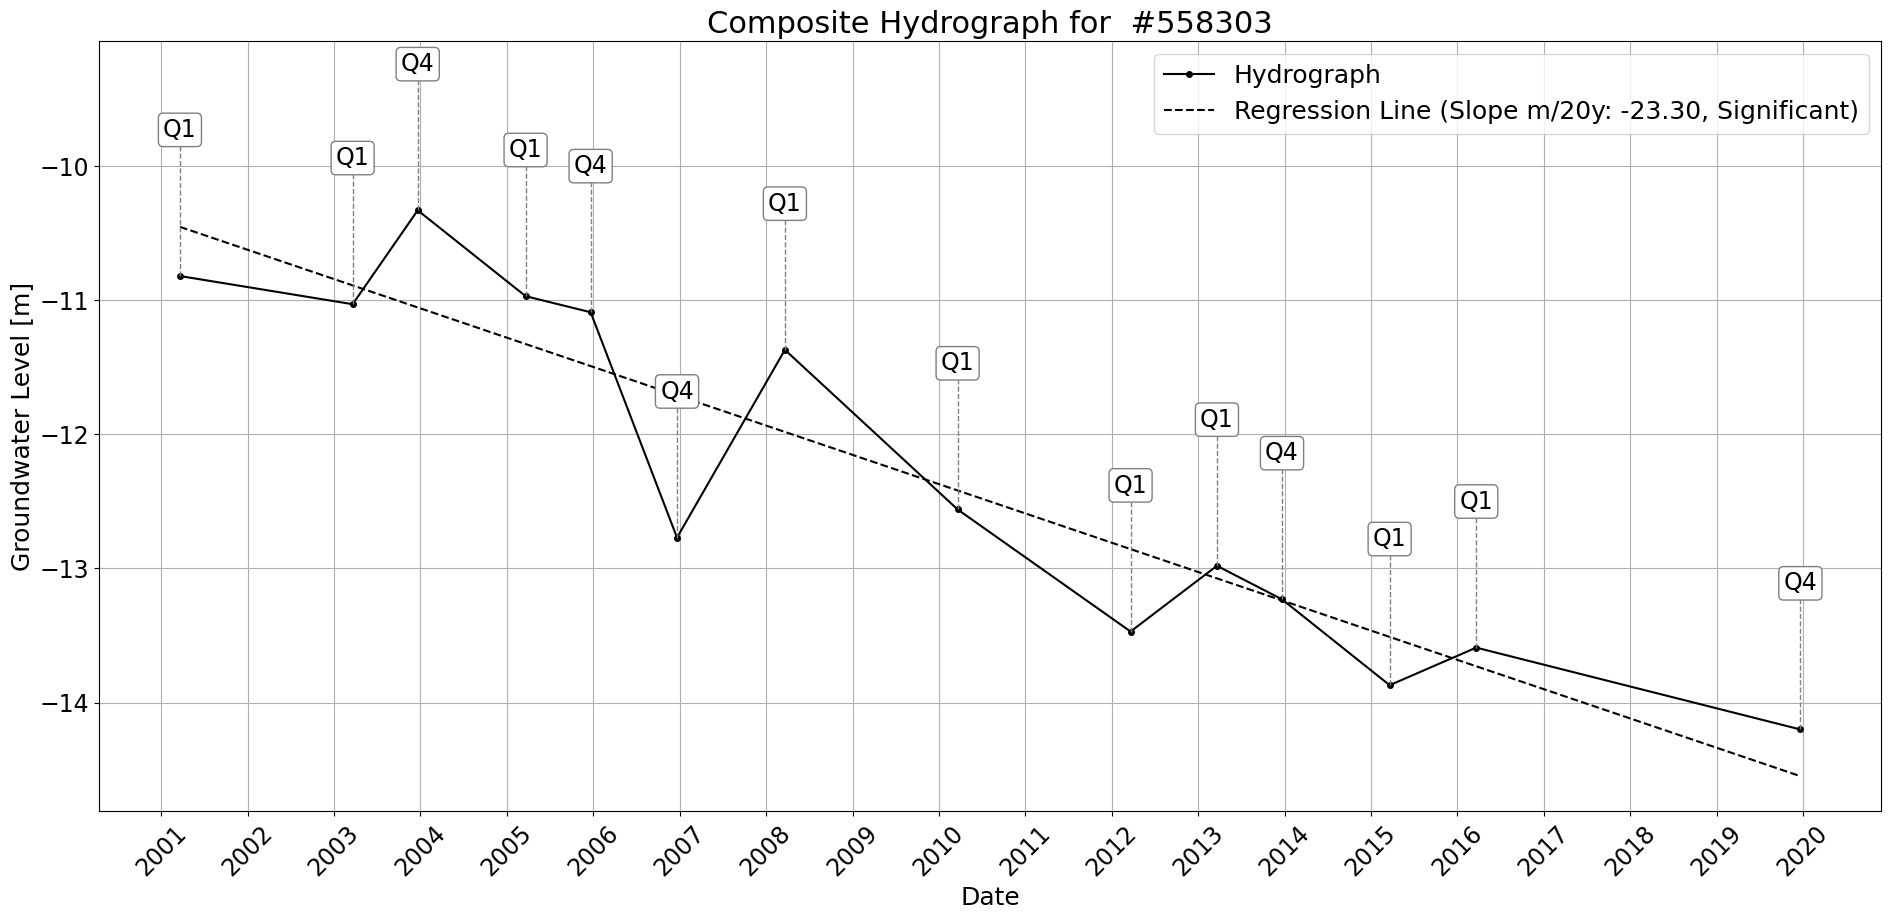 Composite Hydrograph for  #558303
Hydrograph
Regression Line (Slope m/20y: -23.30, Significant)
Q1
Q1
Q4
Q1
Q4
Q4
Q1
Q1
Q1
Q1
Q4
Q1
Q1
Q4
Groundwater Level [m]
−10
−11
−12
−13
−14
2001
2002
2003
2004
2005
2006
2007
2008
2009
2010
2011
2012
2013
2014
2015
2016
2017
2018
2019
2020
Date